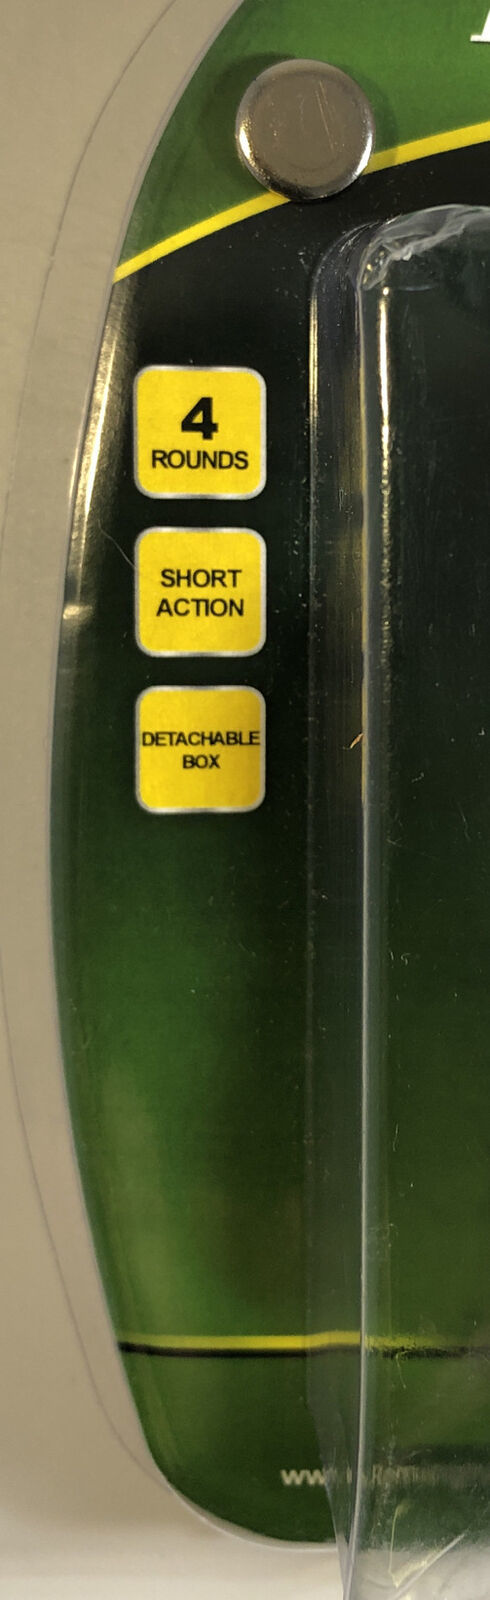 4
ROUNDS
SHORT
ACTION
DETACHABLE
BOX